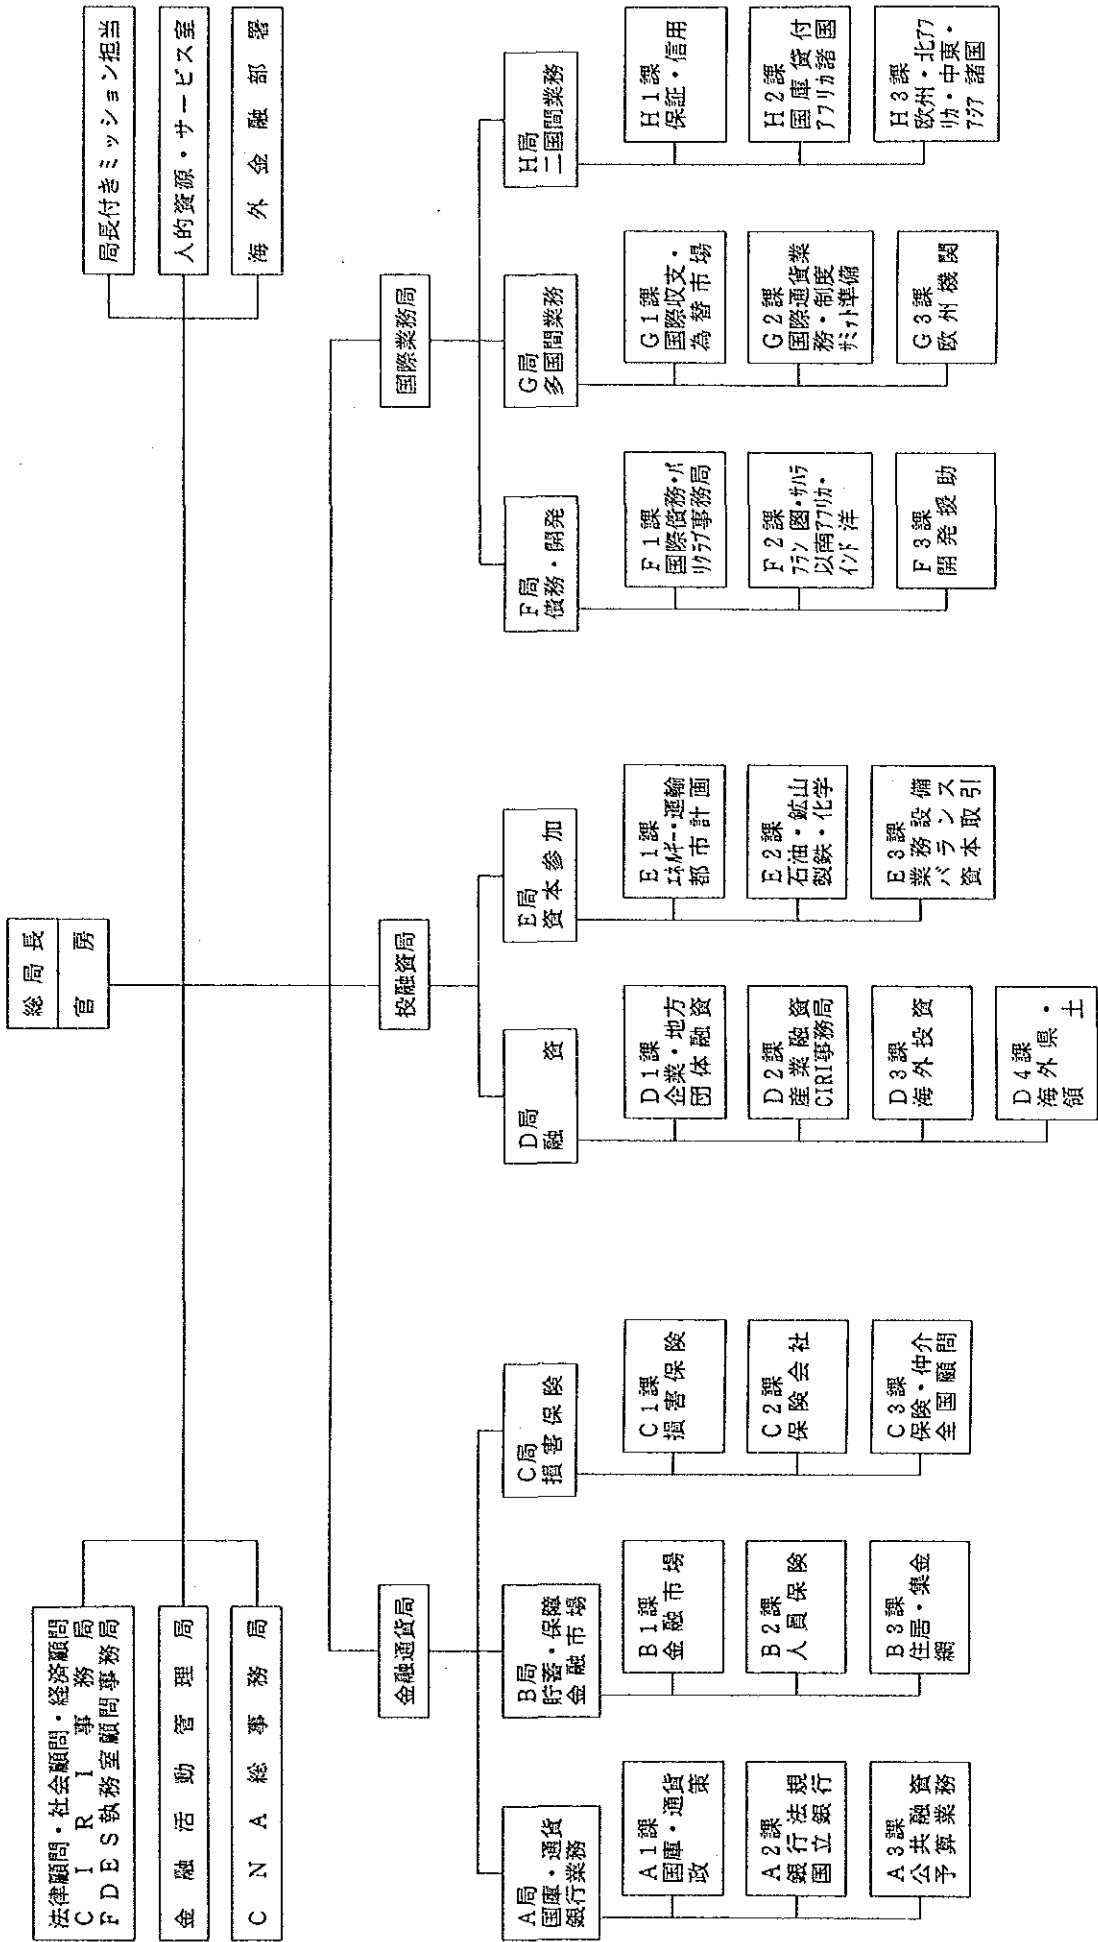 総局長
官房
法律顧問・社会顧問・経済顧問
CIRI事務局
FDES執務室顧問事務局
金融活動管理局
CNA総事務局
局長付きミッション担当
人的資源・サービス室
海外金融部署
金融通貨局
投融資局
国際業務局
A局
国庫・通貨
銀行業務
B局
貯蓄・保障
金融市場
C局
損害保険
D局
融資
E局
資本参加
F局
債務・開発
G局
多国間業務
H局
二国間業務
A1課
国庫・通貨
政策
A2課
銀行法規
国立銀行
A3課
公共融資
予算業務
B1課
金融市場
B2課
人員保険
B3課
住居・集金
網
C1課
損害保険
C2課
保険会社
C3課
保険・仲介
全国顧問
D1課
企業・地方
団体融資
D2課
産業融資
CIRI事務局
D3課
海外投資
D4課
海外県・
領土
E1課
エネルギー・運輸
都市計画
E2課
石油・鉱山
製鉄・化学
E3課
業務設備
バランス
資本取引
F1課
国際債務・パ
リクラブ事務局
F2課
フラン圏・サハラ
以南アフリカ・
インド洋
F3課
開発援助
G1課
国際収支・
為替市場
G2課
国際通貨業
務・制度
サミット準備
G3課
欧州機関
H1課
保証・信用
H2課
国庫貸付
アフリカ諸国
H3課
欧州・北アフ
リカ・中東・
アジア諸国